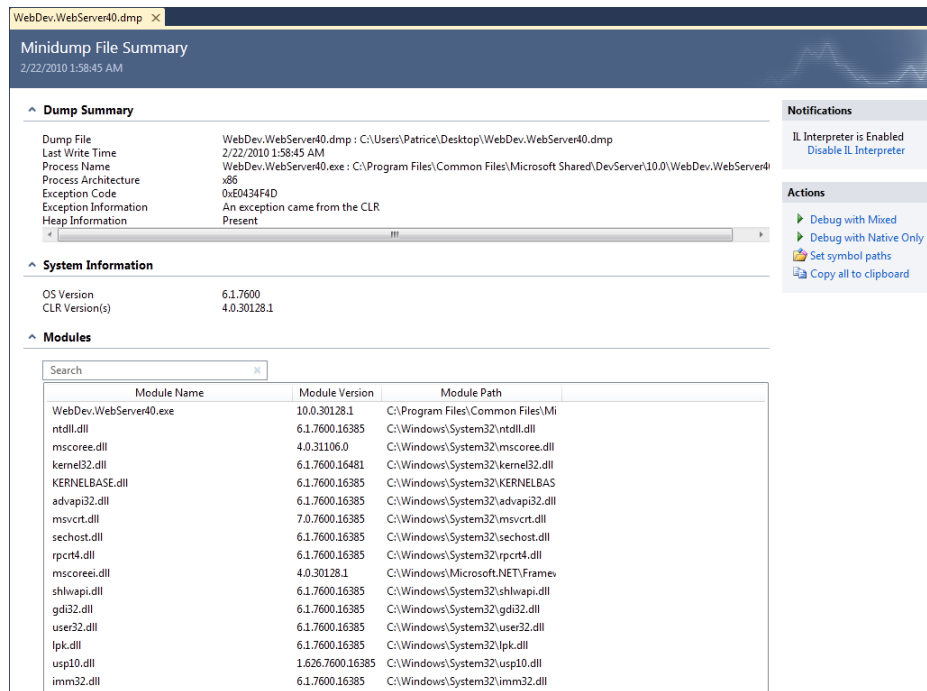 WebDev.WebServer40.dmp
Minidump File Summary
2/22/2010 1:58:45 AM
Dump Summary
Dump File WebDev.WebServer40.dmp : C:\Users\Patrice\Desktop\WebDev.WebServer40.dmp
Last Write Time 2/22/2010 1:58:45 AM
Process Name WebDev.WebServer40.exe : C:\Program Files\Common Files\Microsoft Shared\DevServer\10.0\WebDev.WebServer4
Process Architecture x86
Exception Code 0xE0434F4D
Exception Information An exception came from the CLR
Heap Information Present
System Information
OS Version 6.1.7600
CLR Version(s) 4.0.30128.1
Modules
Search
Module Name Module Version Module Path
WebDev.WebServer40.exe 10.0.30128.1 C:\Program Files\Common Files\Mi
ntdll.dll 6.1.7600.16385 C:\Windows\System32\ntdll.dll
mscoree.dll 4.0.31106.0 C:\Windows\System32\mscoree.dll
kernel32.dll 6.1.7600.16481 C:\Windows\System32\kernel32.dll
KERNELBASE.dll 6.1.7600.16385 C:\Windows\System32\KERNELBAS
advapi32.dll 6.1.7600.16385 C:\Windows\System32\advapi32.dll
msvcrt.dll 7.0.7600.16385 C:\Windows\System32\msvcrt.dll
sechost.dll 6.1.7600.16385 C:\Windows\System32\sechost.dll
rpcrt4.dll 6.1.7600.16385 C:\Windows\System32\rpcrt4.dll
mscoreei.dll 4.0.30128.1 C:\Windows\Microsoft.NET\Framew
shlwapi.dll 6.1.7600.16385 C:\Windows\System32\shlwapi.dll
gdi32.dll 6.1.7600.16385 C:\Windows\System32\gdi32.dll
user32.dll 6.1.7600.16385 C:\Windows\System32\user32.dll
lpk.dll 6.1.7600.16385 C:\Windows\System32\lpk.dll
usp10.dll 1.626.7600.16385 C:\Windows\System32\usp10.dll
imm32.dll 6.1.7600.16385 C:\Windows\System32\imm32.dll
Notifications
IL Interpreter is Enabled
Disable IL Interpreter
Actions
Debug with Mixed
Debug with Native Only
Set symbol paths
Copy all to clipboard